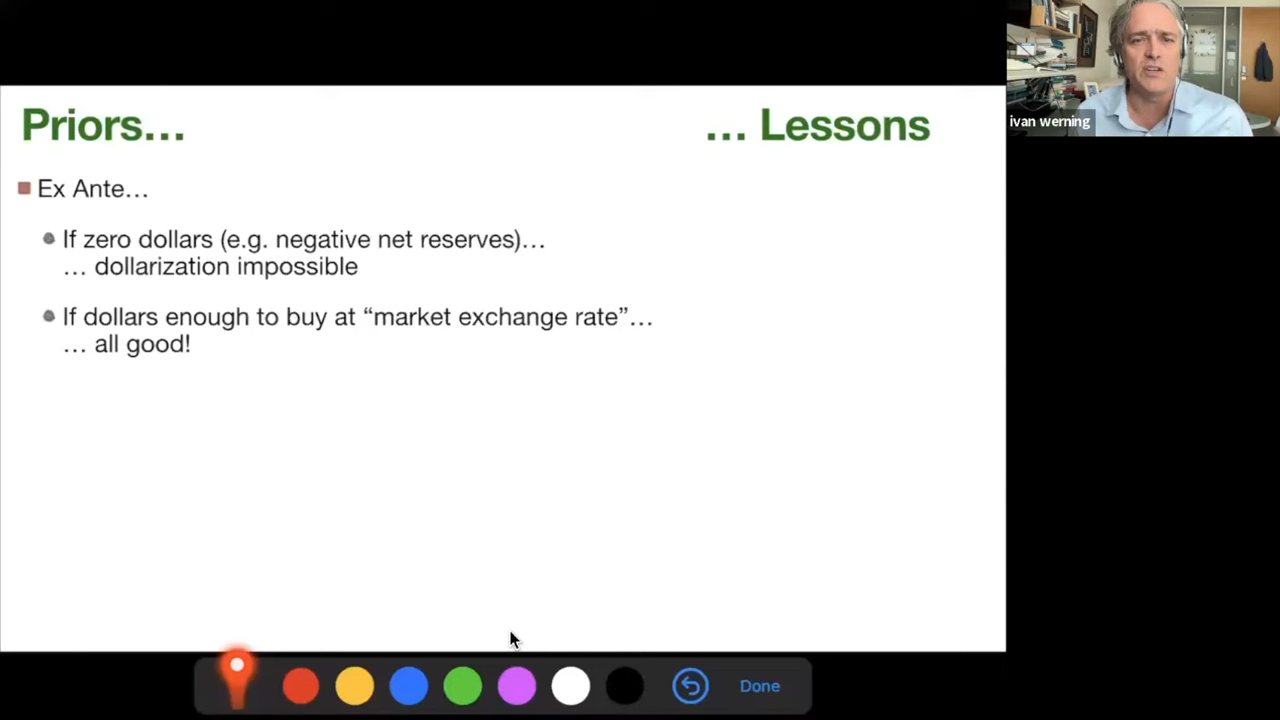 Priors…
… Lessons
Ex Ante…
If zero dollars (e.g. negative net reserves)…
… dollarization impossible
If dollars enough to buy at “market exchange rate”…
… all good!
ivan werning
Done